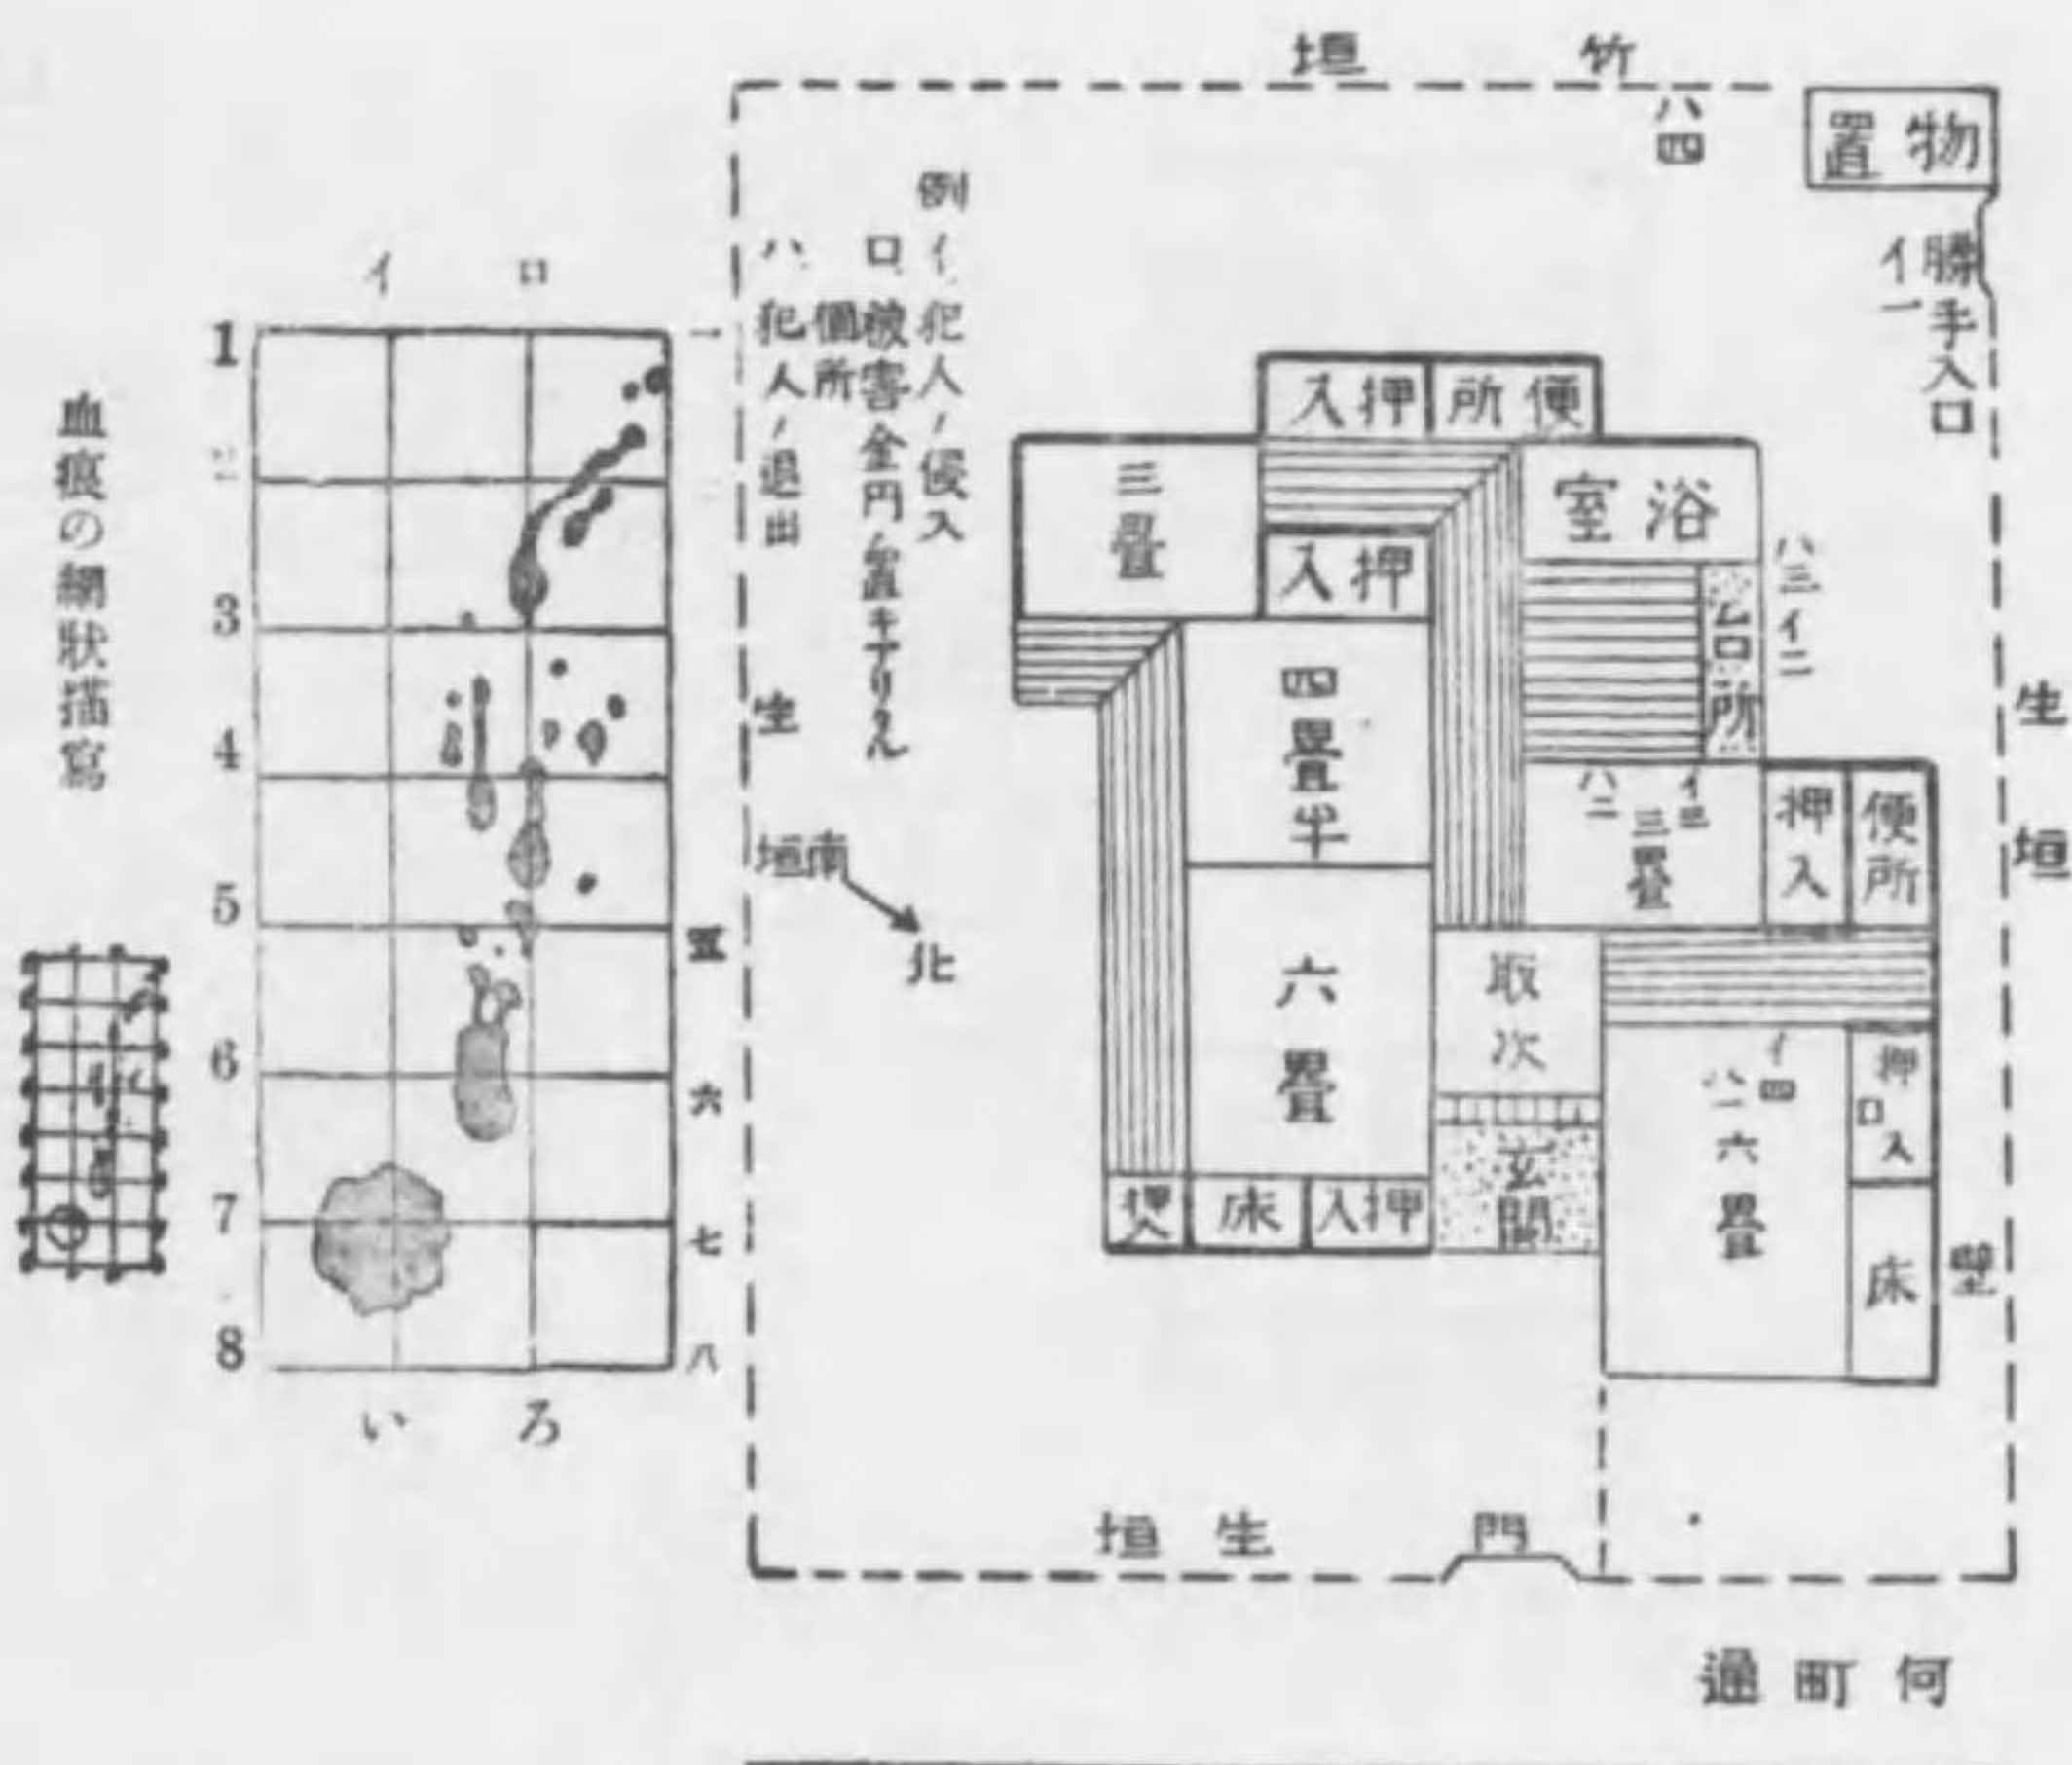 竹垣
物置
ハ四
勝手入口
イ一
例
イ、犯人ノ侵入
ロ、被害金円ノ置キアリタル
個所
ハ、犯人ノ退出
便所
押入
浴室
三畳
押入
台所
ハ三
イ二
四畳半
イ三
三畳
ハ二
押入
便所
生垣
生垣
南
北
六畳
取次
玄関
イ四
ハ一
六畳
押入
ロ
床
壁
押入
床
押入
生垣
門
何町通
血痕の網狀描寫
イ
ロ
1
3
4
5
6
7
8
一
二
五
六
七
八
い
ろ